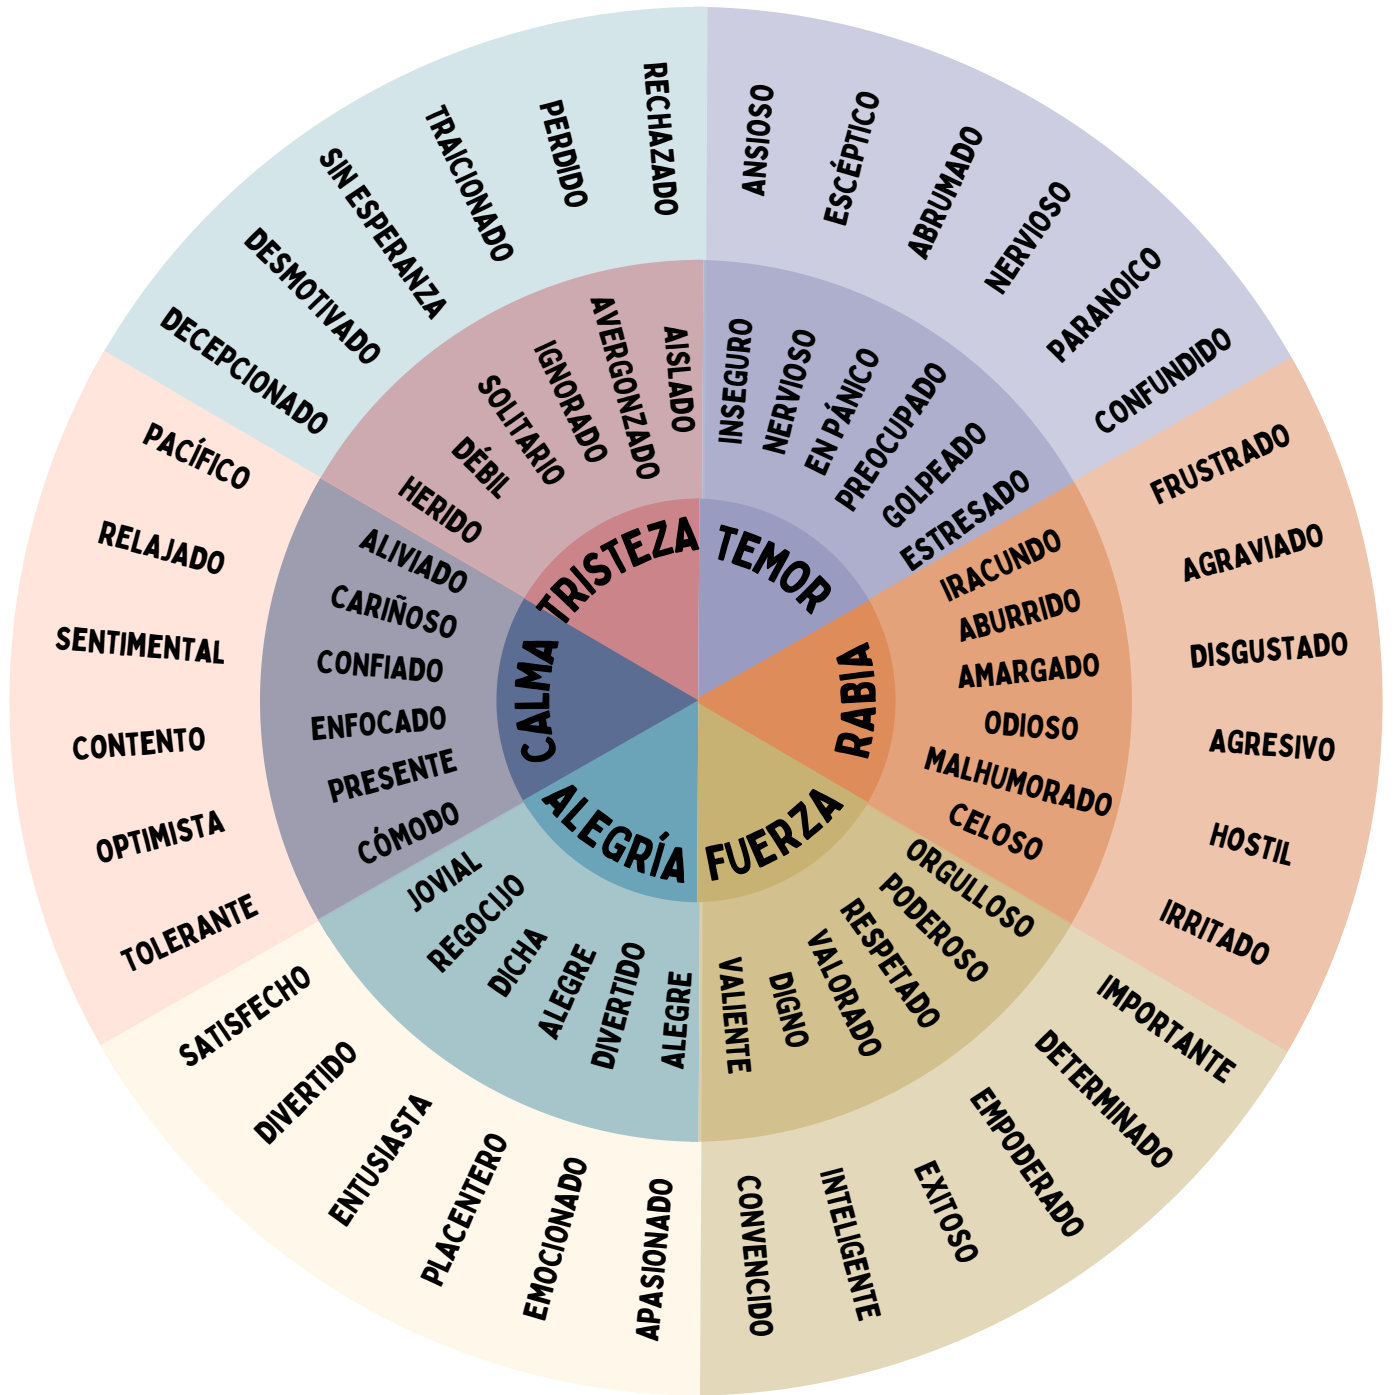 TRISTEZA
TEMOR
RABIA
FUERZA
ALEGRÍA
CALMA
HERIDO
DÉBIL
SOLITARIO
IGNORADO
AVERGONZADO
AISLADO
INSEGURO
NERVIOSO
EN PÁNICO
PREOCUPADO
GOLPEADO
ESTRESADO
IRACUNDO
ABURRIDO
AMARGADO
ODIOSO
MALHUMORADO
CELOSO
ORGULLOSO
PODEROSO
RESPETADO
VALORADO
DIGNO
VALIENTE
ALEGRE
DIVERTIDO
ALEGRE
DICHA
REGOCIJO
JOVIAL
CÓMODO
PRESENTE
ENFOCADO
CONFIADO
CARIÑOSO
ALIVIADO
DECEPCIONADO
DESMOTIVADO
SIN ESPERANZA
TRAICIONADO
PERDIDO
RECHAZADO
ANSIOSO
ESCÉPTICO
ABRUMADO
NERVIOSO
PARANOICO
CONFUNDIDO
FRUSTRADO
AGRAVIADO
DISGUSTADO
AGRESIVO
HOSTIL
IRRITADO
IMPORTANTE
DETERMINADO
EMPODERADO
EXITOSO
INTELIGENTE
CONVENCIDO
APASIONADO
EMOCIONADO
PLACENTERO
ENTUSIASTA
DIVERTIDO
SATISFECHO
TOLERANTE
OPTIMISTA
CONTENTO
SENTIMENTAL
RELAJADO
PACÍFICO